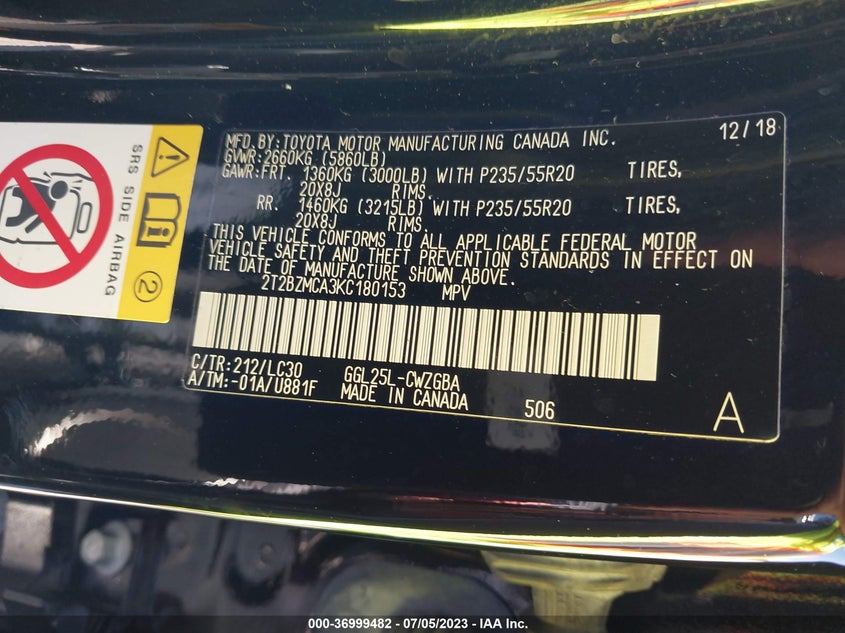 MFD. BY: TOYOTA MOTOR MANUFACTURING CANADA INC. 12/18
GVWR: 2660KG (5860LB)
GAWR: FRT. 1360KG (3000LB) WITH P235/55R20 TIRES,
20X8J RIMS.
RR. 1460KG (3215LB) WITH P235/55R20 TIRES,
20X8J RIMS.
THIS VEHICLE CONFORMS TO ALL APPLICABLE FEDERAL MOTOR
VEHICLE SAFETY AND THEFT PREVENTION STANDARDS IN EFFECT ON
THE DATE OF MANUFACTURE SHOWN ABOVE.
2T2BZMCA3KC180153 MPV
C/TR: 212/LC30 GGL25L-CWZGBA
A/TM: -01A/U881F MADE IN CANADA 506 A
SRS SIDE AIRBAG
2
000-36999482 - 07/05/2023 - IAA Inc.